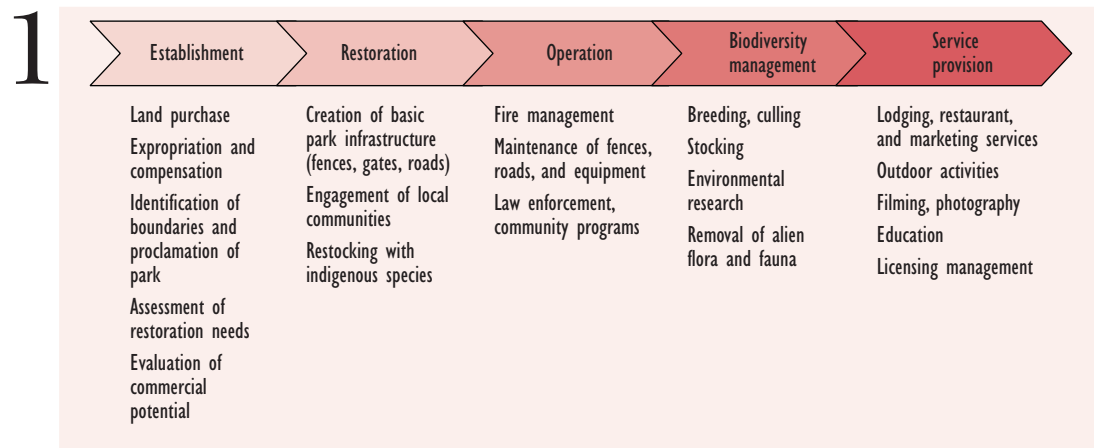 1
Establishment
Restoration
Operation
Biodiversity
management
Service
provision
Land purchase
Expropriation and
compensation
Identification of
boundaries and
proclamation of
park
Assessment of
restoration needs
Evaluation of
commercial
potential
Creation of basic
park infrastructure
(fences, gates, roads)
Engagement of local
communities
Restocking with
indigenous species
Fire management
Maintenance of fences,
roads, and equipment
Law enforcement,
community programs
Breeding, culling
Stocking
Environmental
research
Removal of alien
flora and fauna
Lodging, restaurant,
and marketing services
Outdoor activities
Filming, photography
Education
Licensing management